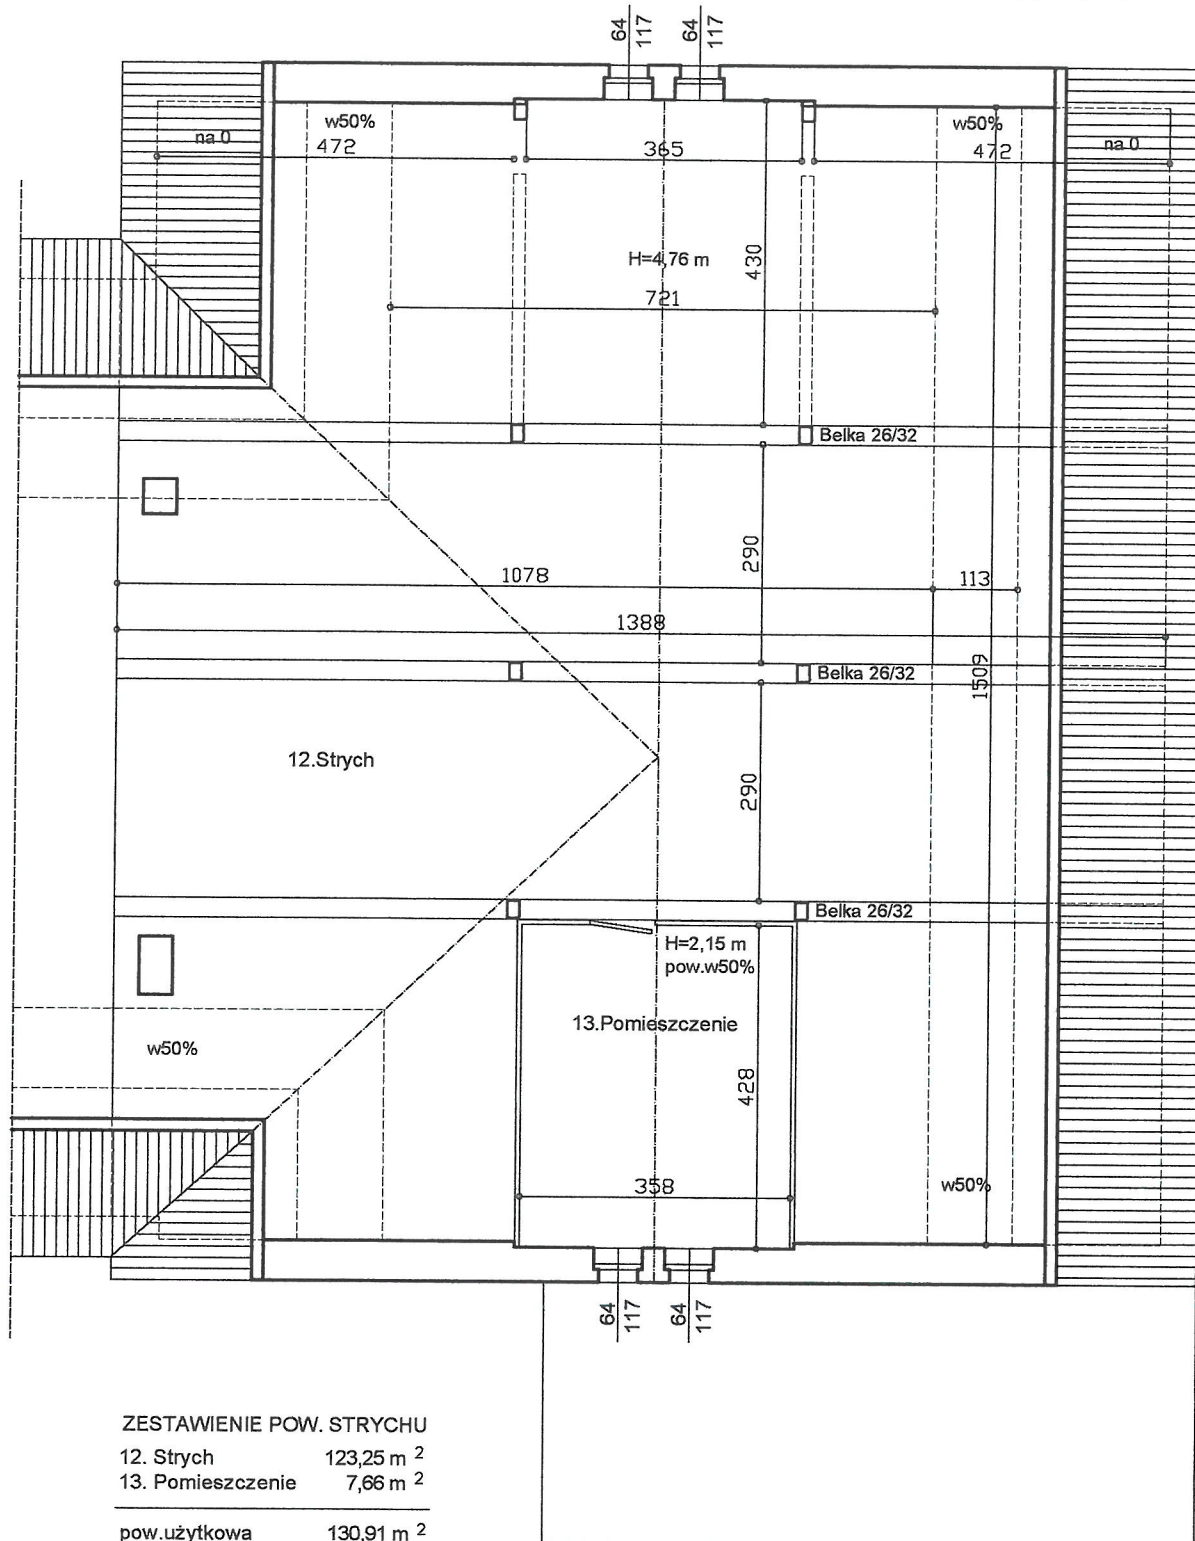 64
117
64
117
w50%
w50%
na 0
472
365
472
na 0
H=4,76 m
430
721
Belka 26/32
290
1078
113
1388
Belka 26/32
1509
12.Strych
290
Belka 26/32
H=2,15 m
pow.w50%
13.Pomieszczenie
w50%
428
358
w50%
64
117
64
117
ZESTAWIENIE POW. STRYCHU
12. Strych 123,25 m 2
13. Pomieszczenie 7,66 m 2
pow.użytkowa 130,91 m 2